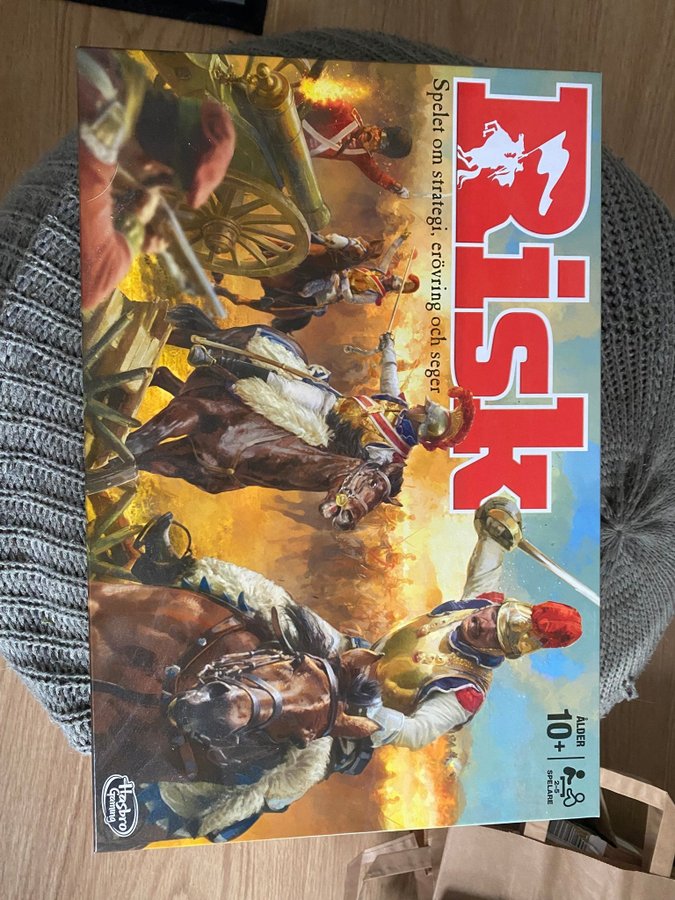 Risk
Spelet om strategi, erövring och seger
ÅLDER
10+
2-5
SPELARE
Hasbro
Gaming